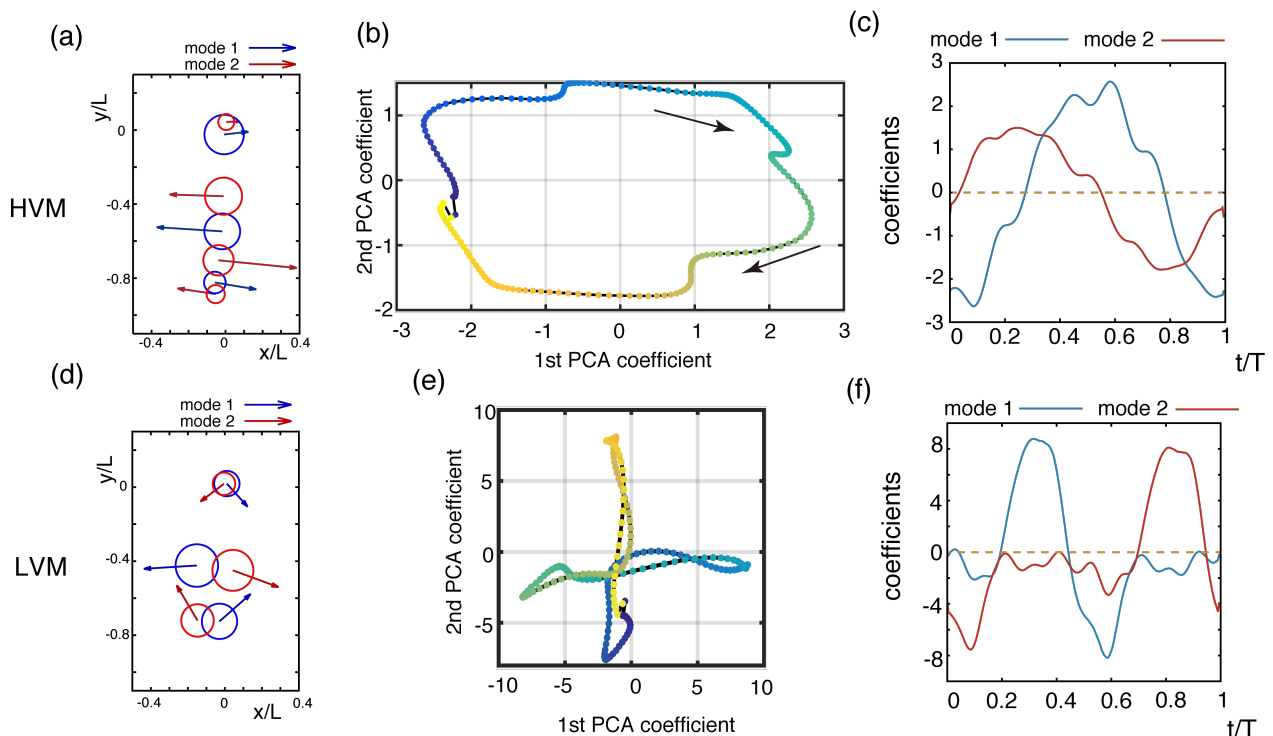 (a)
mode 1
mode 2
y/L
0
-0.4
-0.8
-0.4
0
0.4
x/L
HVM
(b)
2nd PCA coefficient
1
0
-1
-2
-3
-2
-1
0
1
2
3
1st PCA coefficient
(c)
mode 1
mode 2
coefficients
3
2
1
0
-1
-2
-3
0
0.2
0.4
0.6
0.8
1
t/T
(d)
mode 1
mode 2
y/L
0
-0.4
-0.8
-0.4
0
0.4
x/L
LVM
(e)
2nd PCA coefficient
10
5
0
-5
-10
-5
0
5
10
1st PCA coefficient
(f)
mode 1
mode 2
coefficients
8
4
0
-4
-8
0
0.2
0.4
0.6
0.8
1
t/T